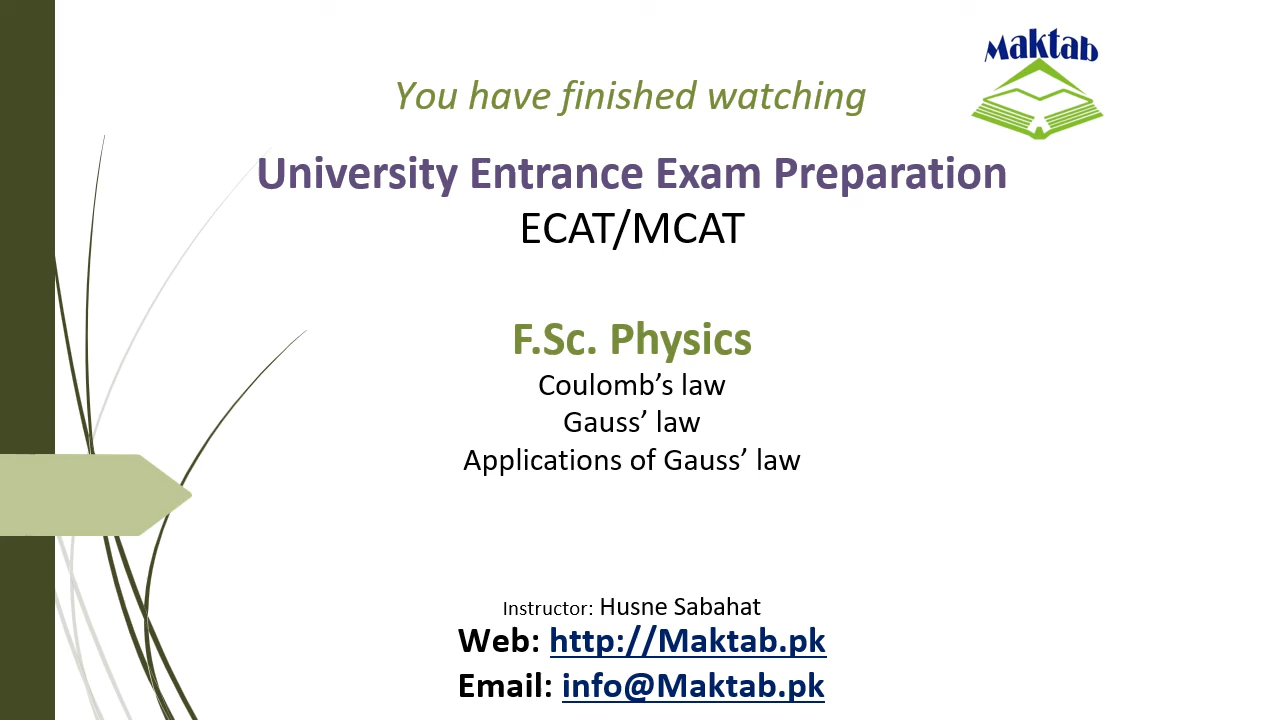 Maktab
You have finished watching
University Entrance Exam Preparation
ECAT/MCAT
F.Sc. Physics
Coulomb’s law
Gauss’ law
Applications of Gauss’ law
Instructor: Husne Sabahat
Web: http://Maktab.pk
Email: info@Maktab.pk